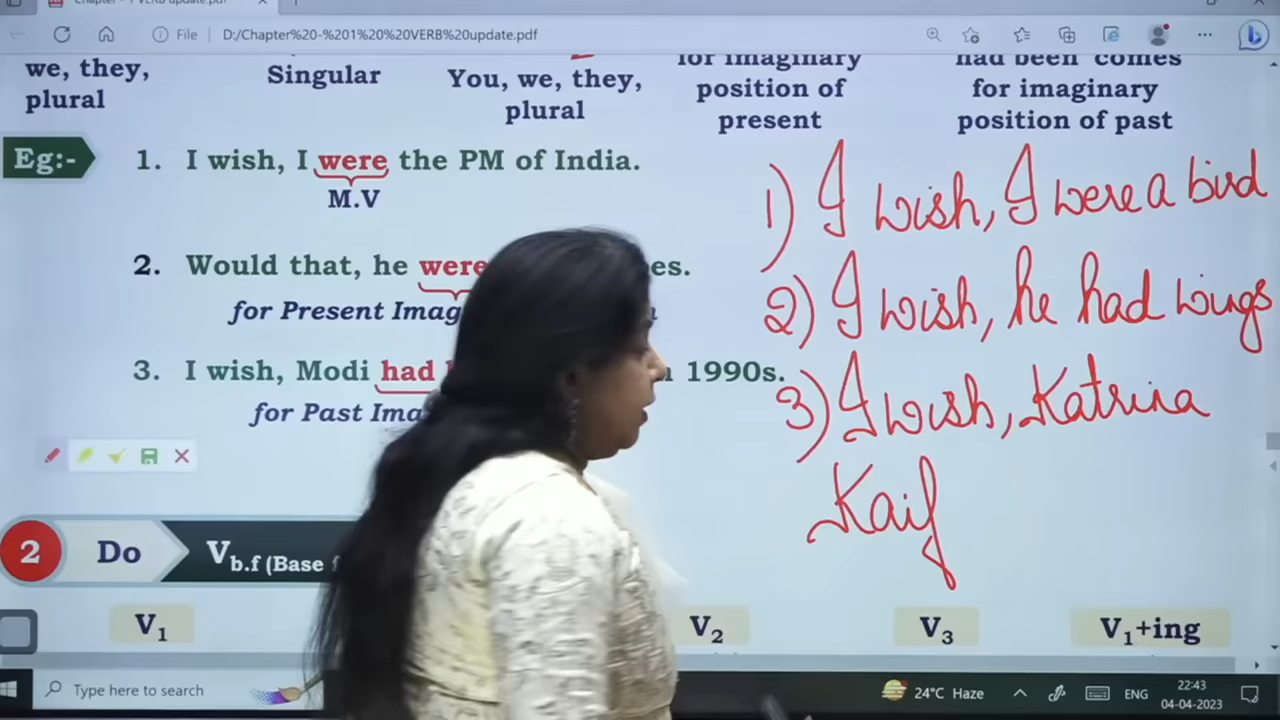 File D:/Chapter%20-%201%20%20VERB%20update.pdf
we, they,
plural
Singular
You, we, they,
plural
for imaginary
position of
present
had been comes
for imaginary
position of past
Eg:-
1. I wish, I were the PM of India.
M.V
2. Would that, he were es.
for Present Imag
3. I wish, Modi had 1990s.
for Past Ima
1) I wish, I were a bird
2) I wish, he had wings
3) I wish, Katrina
Kaif
2 Do Vb.f (Base
V1
V2
V3
V1+ing
Type here to search
24°C Haze
ENG
22:43
04-04-2023